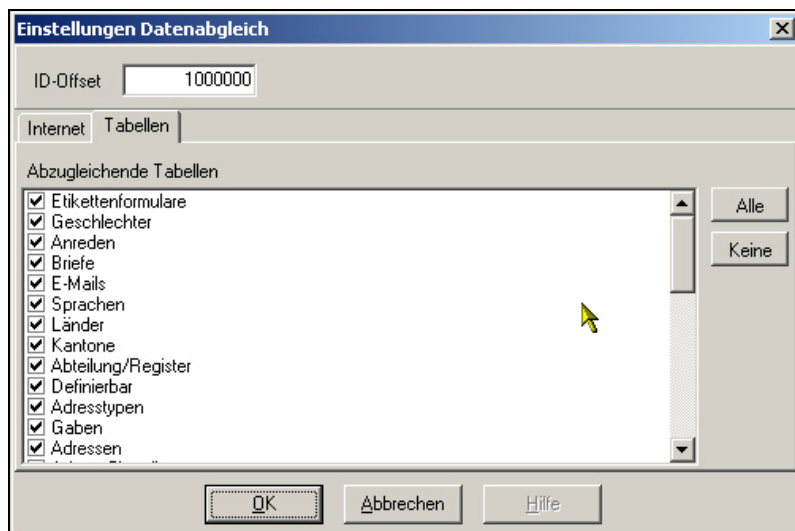 Einstellungen Datenabgleich
ID-Offset 1000000
Internet Tabellen
Abzugleichende Tabellen
Etikettenformulare
Geschlechter
Anreden
Briefe
E-Mails
Sprachen
Länder
Kantone
Abteilung/Register
Definierbar
Adresstypen
Gaben
Adressen
Alle
Keine
OK Abbrechen Hilfe